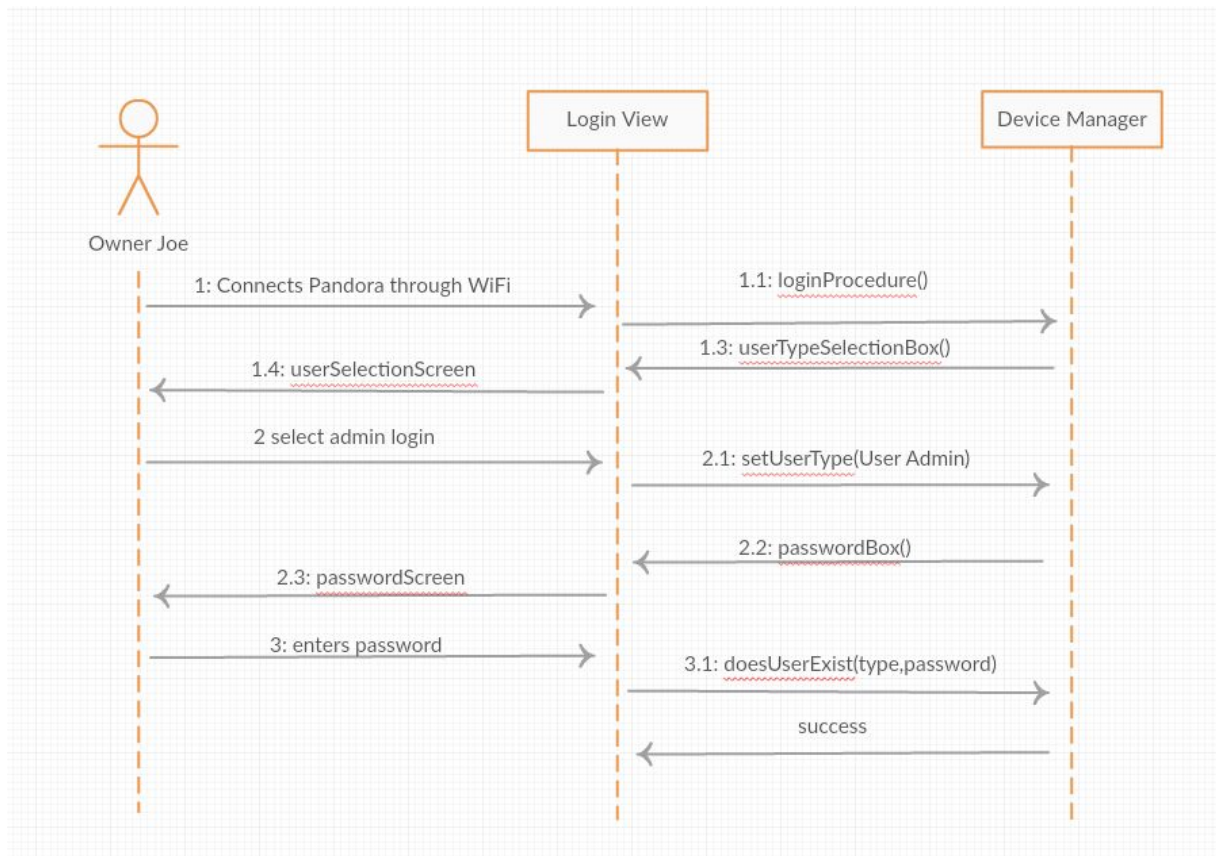 Login View
Device Manager
Owner Joe
1: Connects Pandora through WiFi
1.1: loginProcedure()
1.3: userTypeSelectionBox()
1.4: userSelectionScreen
2 select admin login
2.1: setUserType(User Admin)
2.2: passwordBox()
2.3: passwordScreen
3: enters password
3.1: doesUserExist(type,password)
success